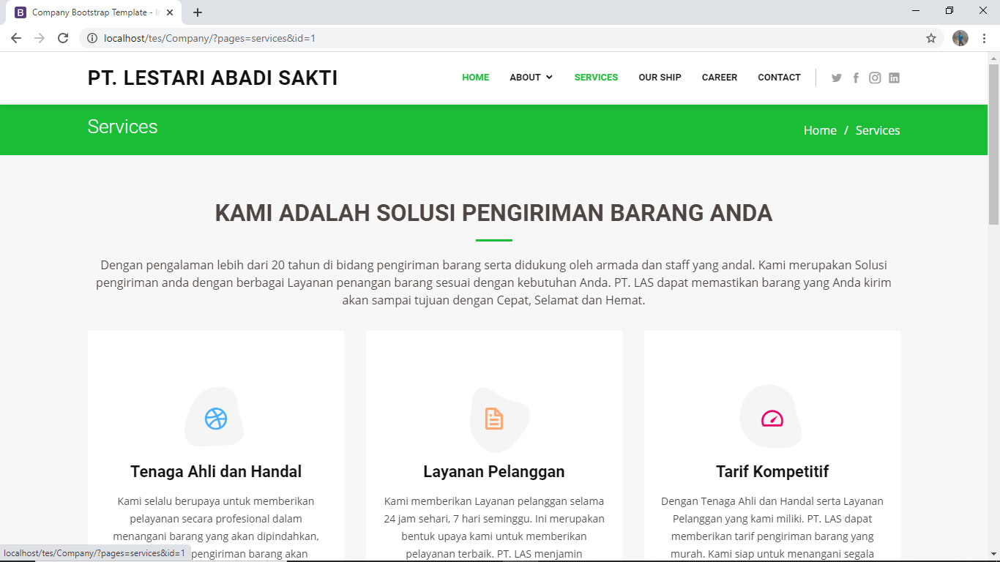 Company Bootstrap Template - I
localhost/tes/Company/?pages=services&id=1
PT. LESTARI ABADI SAKTI
HOME ABOUT SERVICES OUR SHIP CAREER CONTACT
Services
Home / Services
KAMI ADALAH SOLUSI PENGIRIMAN BARANG ANDA
Dengan pengalaman lebih dari 20 tahun di bidang pengiriman barang serta didukung oleh armada dan staff yang andal. Kami merupakan Solusi
pengiriman anda dengan berbagai Layanan penangan barang sesuai dengan kebutuhan Anda. PT. LAS dapat memastikan barang yang Anda kirim
akan sampai tujuan dengan Cepat, Selamat dan Hemat.
Tenaga Ahli dan Handal
Kami selalu berupaya untuk memberikan
pelayanan secara profesional dalam
menangani barang yang akan dipindahkan,
pengiriman barang akan
Layanan Pelanggan
Kami memberikan Layanan pelanggan selama
24 jam sehari, 7 hari seminggu. Ini merupakan
bentuk upaya kami untuk memberikan
pelayanan terbaik. PT. LAS menjamin
Tarif Kompetitif
Dengan Tenaga Ahli dan Handal serta Layanan
Pelanggan yang kami miliki. PT. LAS dapat
memberikan tarif pengiriman barang yang
murah. Kami siap untuk menangani segala
localhost/tes/Company/?pages=services&id=1